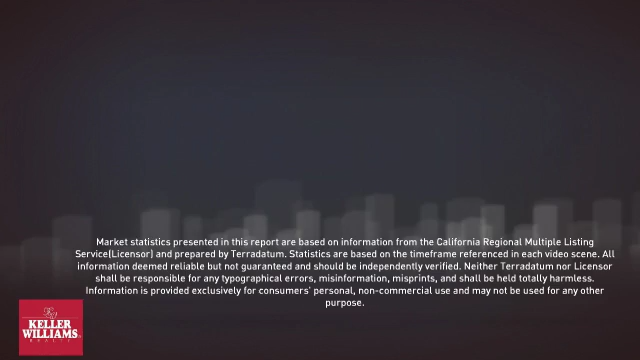 Market statistics presented in this report are based on information from the California Regional Multiple Listing
Service(Licensor) and prepared by Terradatum. Statistics are based on the timeframe referenced in each video scene. All
information deemed reliable but not guaranteed and should be independently verified. Neither Terradatum nor Licensor
shall be responsible for any typographical errors, misinformation, misprints, and shall be held totally harmless.
Information is provided exclusively for consumers' personal, non-commercial use and may not be used for any other
purpose.
KW
KELLER
WILLIAMS
REALTY